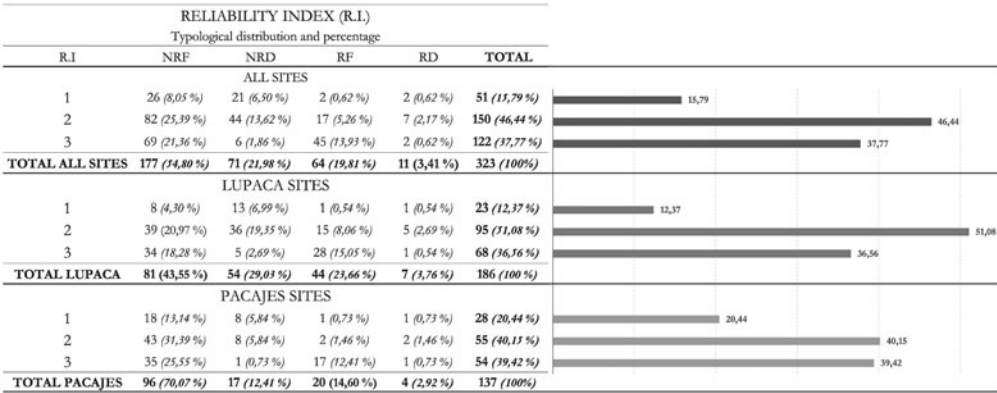 RELIABILITY INDEX (R.I.)
Typological distribution and percentage
R.I NRF NRD RF RD TOTAL
ALL SITES
1 26 (8,05 %) 21 (6,50 %) 2 (0,62 %) 2 (0,62 %) 51 (15,79 %) 15,79
2 82 (25,39 %) 44 (13,62 %) 17 (5,26 %) 7 (2,17 %) 150 (46,44 %) 46,44
3 69 (21,36 %) 6 (1,86 %) 45 (13,93 %) 2 (0,62 %) 122 (37,77 %) 37,77
TOTAL ALL SITES 177 (54,80 %) 71 (21,98 %) 64 (19,81 %) 11 (3,41 %) 323 (100%)
LUPACA SITES
1 8 (4,30 %) 13 (6,99 %) 1 (0,54 %) 1 (0,54 %) 23 (12,37 %) 12,37
2 39 (20,97 %) 36 (19,35 %) 15 (8,06 %) 5 (2,69 %) 95 (51,08 %) 51,08
3 34 (18,28 %) 5 (2,69 %) 28 (15,05 %) 1 (0,54 %) 68 (36,56 %) 36,56
TOTAL LUPACA 81 (43,55 %) 54 (29,03 %) 44 (23,66 %) 7 (3,76 %) 186 (100 %)
PACAJES SITES
1 18 (13,14 %) 8 (5,84 %) 1 (0,73 %) 1 (0,73 %) 28 (20,44 %) 20,44
2 43 (31,39 %) 8 (5,84 %) 2 (1,46 %) 2 (1,46 %) 55 (40,15 %) 40,15
3 35 (25,55 %) 1 (0,73 %) 17 (12,41 %) 1 (0,73 %) 54 (39,42 %) 39,42
TOTAL PACAJES 96 (70,07 %) 17 (12,41 %) 20 (14,60 %) 4 (2,92 %) 137 (100%)